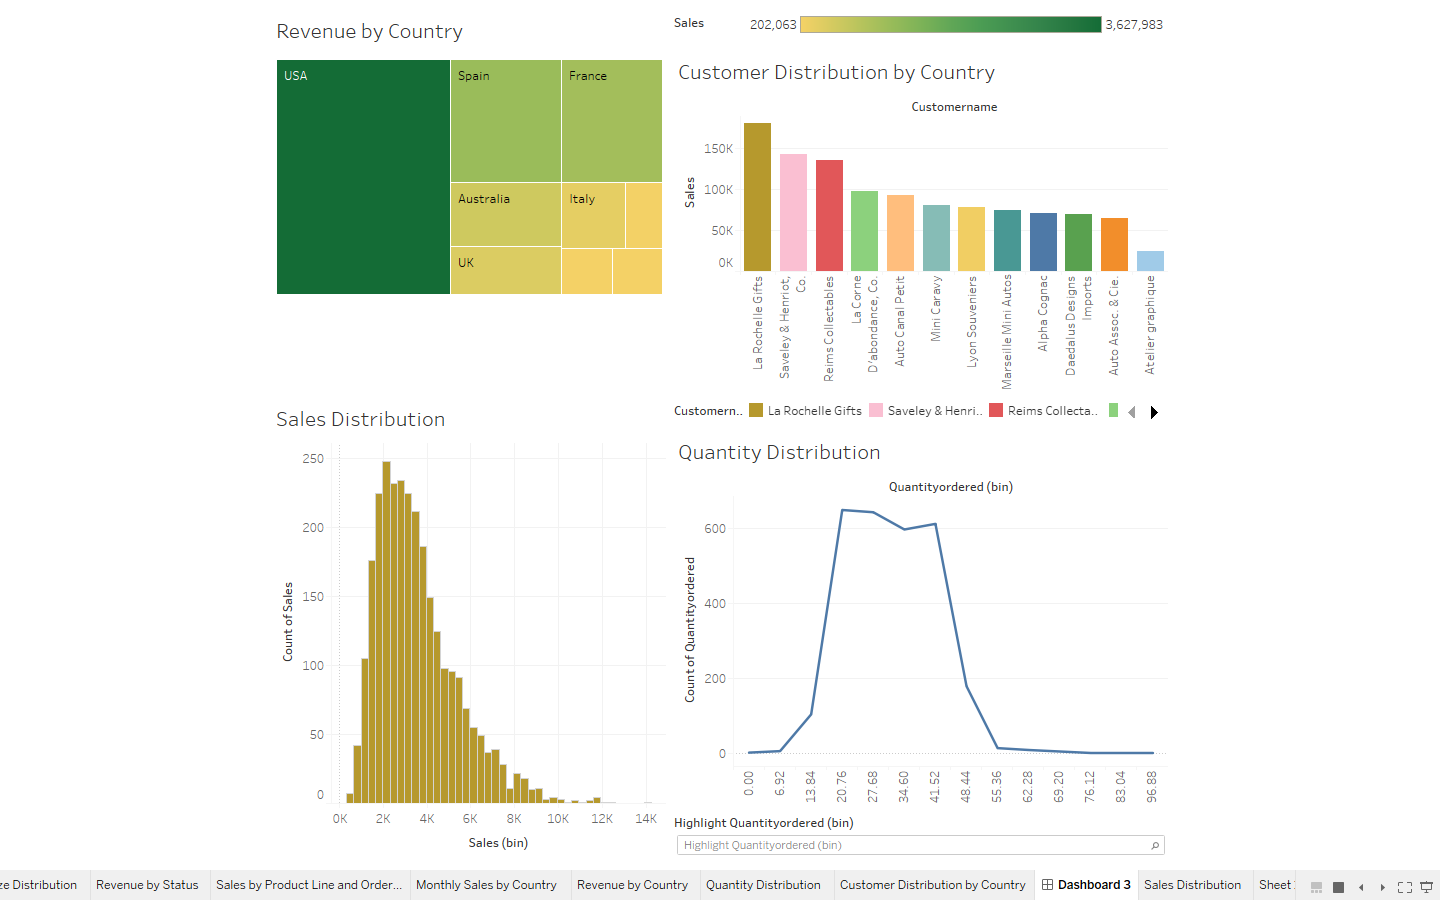 Revenue by Country
Sales
202,063
3,627,983
USA
Spain
France
Australia
Italy
UK
Customer Distribution by Country
Customername
Sales
150K
100K
50K
0K
La Rochelle Gifts
Saveley & Henriot,
Co.
Reims Collectables
La Corne
D'abondance, Co.
Auto Canal Petit
Mini Caravy
Lyon Souveniers
Marseille Mini Autos
Alpha Cognac
Daedalus Designs
Imports
Auto Assoc. & Cie.
Atelier graphique
Customern..
La Rochelle Gifts
Saveley & Henri..
Reims Collecta..
Sales Distribution
Count of Sales
250
200
150
100
50
0
0K
2K
4K
6K
8K
10K
12K
14K
Sales (bin)
Quantity Distribution
Quantityordered (bin)
Count of Quantityordered
600
400
200
0
0.00
6.92
13.84
20.76
27.68
34.60
41.52
48.44
55.36
62.28
69.20
76.12
83.04
96.88
Highlight Quantityordered (bin)
Highlight Quantityordered (bin)
ze Distribution
Revenue by Status
Sales by Product Line and Order...
Monthly Sales by Country
Revenue by Country
Quantity Distribution
Customer Distribution by Country
Dashboard 3
Sales Distribution
Sheet